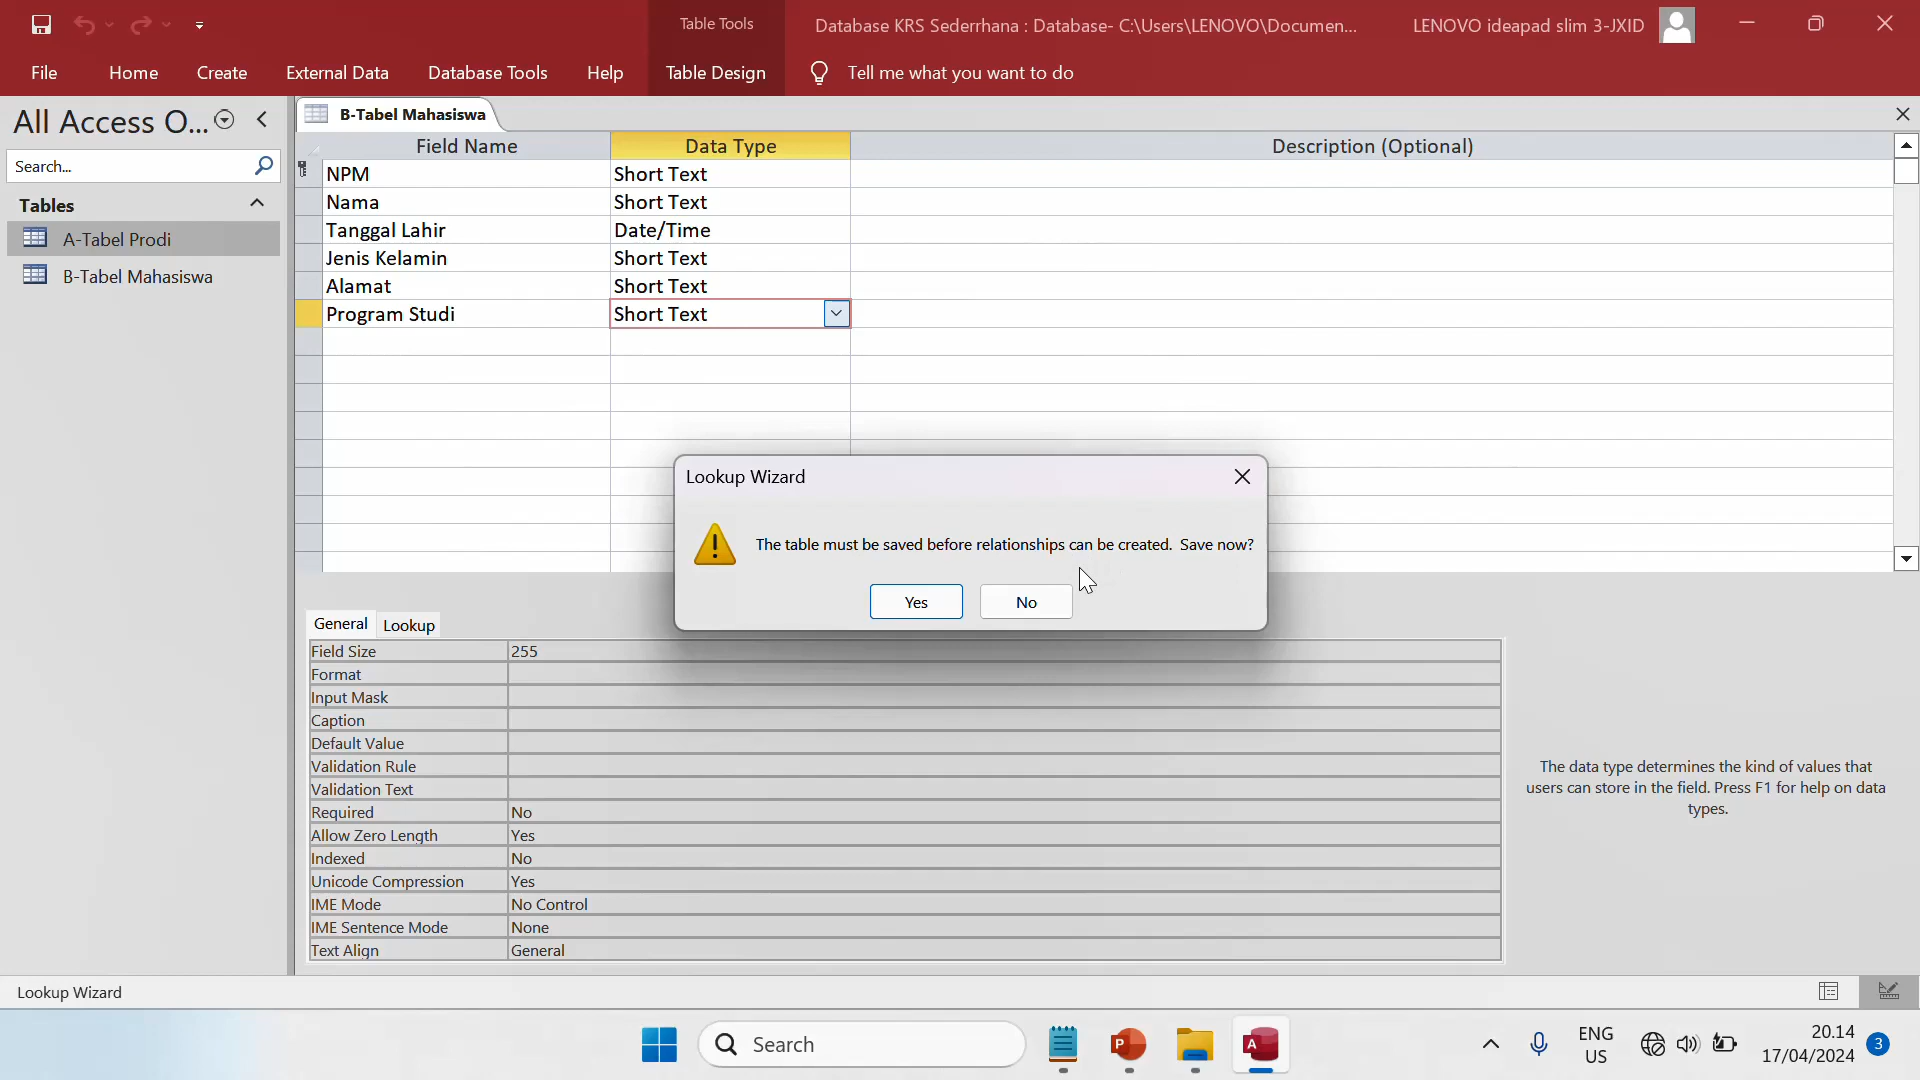 Table Tools
Database KRS Sederrhana : Database- C:\Users\LENOVO\Documen...
LENOVO ideapad slim 3-JXID
File
Home
Create
External Data
Database Tools
Help
Table Design
Tell me what you want to do
All Access O...
Search...
Tables
A-Tabel Prodi
B-Tabel Mahasiswa
B-Tabel Mahasiswa
Field Name
Data Type
Description (Optional)
NPM
Short Text
Nama
Short Text
Tanggal Lahir
Date/Time
Jenis Kelamin
Short Text
Alamat
Short Text
Program Studi
Short Text
Lookup Wizard
The table must be saved before relationships can be created. Save now?
Yes
No
General
Lookup
Field Size
255
Format
Input Mask
Caption
Default Value
Validation Rule
Validation Text
Required
No
Allow Zero Length
Yes
Indexed
No
Unicode Compression
Yes
IME Mode
No Control
IME Sentence Mode
None
Text Align
General
The data type determines the kind of values that
users can store in the field. Press F1 for help on data
types.
Lookup Wizard
Search
P
A
ENG
US
20.14
17/04/2024
3